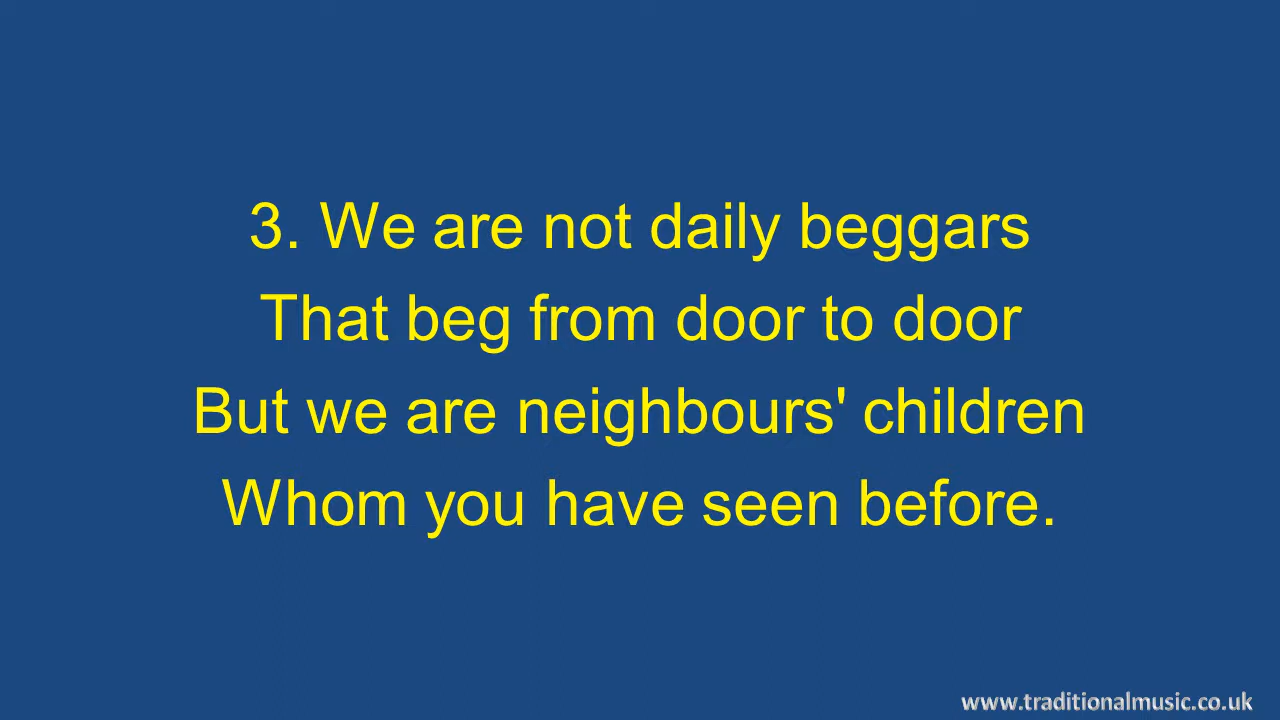 3. We are not daily beggars
That beg from door to door
But we are neighbours' children
Whom you have seen before.
www.traditionalmusic.co.uk